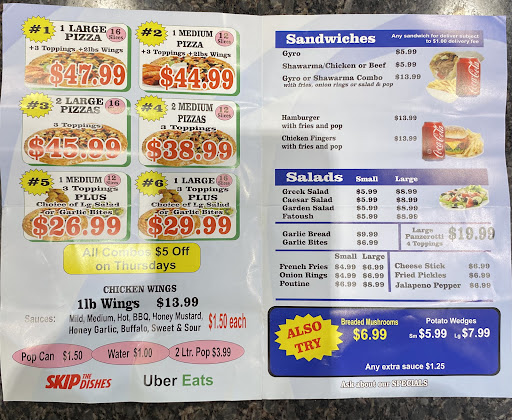 #1 1 LARGE PIZZA 16 Slices
+3 Toppings +2lbs Wings
$47.99
#2 1 MEDIUM PIZZA 12 Slices
+3 Toppings +2lbs Wings
$44.99
#3 2 LARGE PIZZAS 16
3 Toppings
$45.99
#4 2 MEDIUM PIZZAS 12 Slices
3 Toppings
$38.99
#5 1 MEDIUM 12 Slices
3 Toppings
PLUS
Choice of Lg.Salad
or Garlic Bites
$26.99
#6 1 LARGE 16
3 Toppings
PLUS
Choice of Lg.Salad
or Garlic Bites
$29.99
All Combos $5 Off
on Thursdays
CHICKEN WINGS
1lb Wings $13.99
Sauces: Mild, Medium, Hot, BBQ, Honey Mustard,
Honey Garlic, Buffalo, Sweet & Sour
$1.50 each
Pop Can $1.50 Water $1.00 2 Ltr. Pop $3.99
SKIP THE DISHES Uber Eats
Sandwiches
Any sandwich for deliver subject
to $1.00 delivery fee
Gyro $5.99
Shawarma/Chicken or Beef $5.99
Gyro or Shawarma Combo $13.99
with fries, onion rings or salad & pop
Hamburger $13.99
with fries and pop
Chicken Fingers $13.99
with fries and pop
Salads Small Large
Greek Salad $5.99 $8.99
Caesar Salad $5.99 $8.99
Garden Salad $5.99 $8.99
Fatoush $5.99 $8.99
Garlic Bread $9.99
Garlic Bites $6.99
Large
Panzerotti
4 Toppings
$19.99
Small Large
French Fries $4.99 $6.99
Onion Rings $4.99 $6.99
Poutine $6.99 $8.99
Cheese Stick $6.99
Fried Pickles $6.99
Jalapeno Pepper $6.99
ALSO TRY
Breaded Mushrooms
$6.99
Potato Wedges
Sm $5.99 Lg $7.99
Any extra sauce $1.25
Ask about our SPECIALS